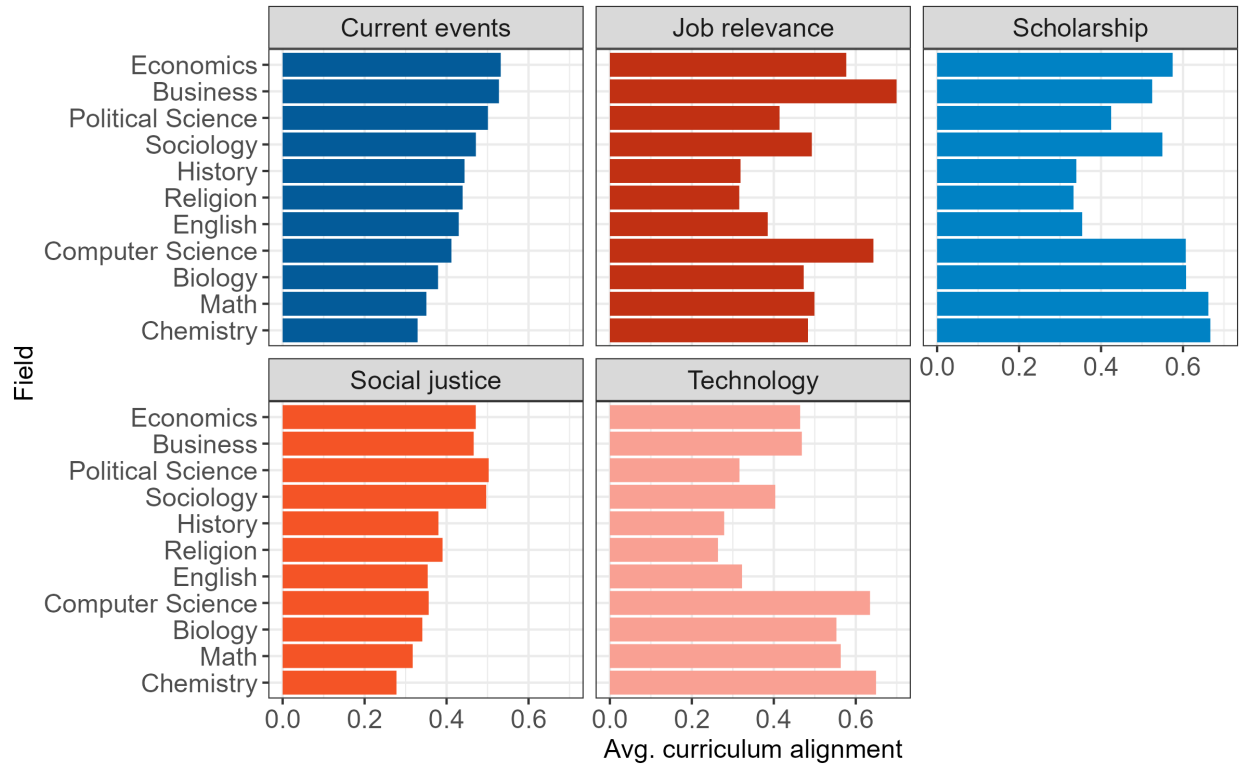 Current events
Job relevance
Scholarship
Economics
Business
Political Science
Sociology
History
Religion
English
Computer Science
Biology
Math
Chemistry
0.0 0.2 0.4 0.6
Field
Social justice
Technology
Economics
Business
Political Science
Sociology
History
Religion
English
Computer Science
Biology
Math
Chemistry
0.0 0.2 0.4 0.6
0.0 0.2 0.4 0.6
Avg. curriculum alignment